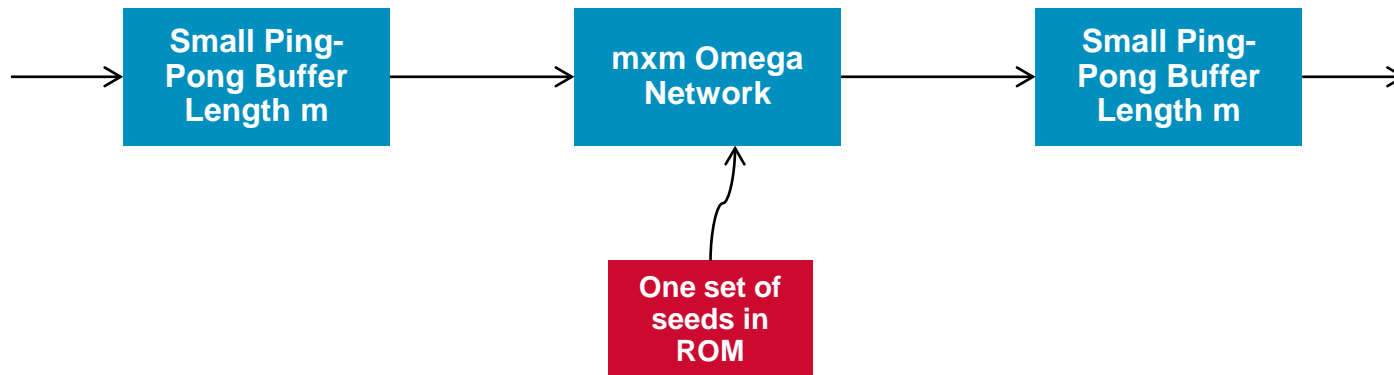 Small Ping-
Pong Buffer
Length m
mxm Omega
Network
Small Ping-
Pong Buffer
Length m
One set of
seeds in
ROM